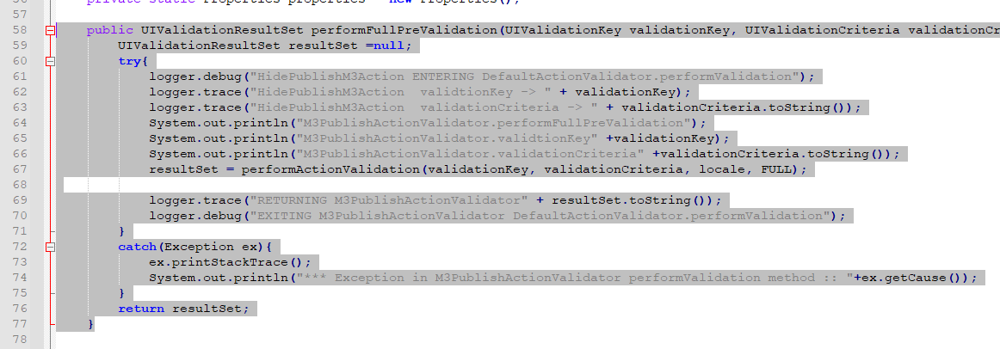 56 private static Properties properties = new Properties();
57
58 public UIValidationResultSet performFullPreValidation(UIValidationKey validationKey, UIValidationCriteria validationCr
59 UIValidationResultSet resultSet =null;
60 try{
61 logger.debug("HidePublishM3Action ENTERING DefaultActionValidator.performValidation");
62 logger.trace("HidePublishM3Action  validtionKey -> " + validationKey);
63 logger.trace("HidePublishM3Action  validationCriteria -> " + validationCriteria.toString());
64 System.out.println("M3PublishActionValidator.performFullPreValidation");
65 System.out.println("M3PublishActionValidator.validtionKey" +validationKey);
66 System.out.println("M3PublishActionValidator.validationCriteria" +validationCriteria.toString());
67 resultSet = performActionValidation(validationKey, validationCriteria, locale, FULL);
68
69 logger.trace("RETURNING M3PublishActionValidator" + resultSet.toString());
70 logger.debug("EXITING M3PublishActionValidator DefaultActionValidator.performValidation");
71 }
72 catch(Exception ex){
73 ex.printStackTrace();
74 System.out.println("*** Exception in M3PublishActionValidator performValidation method :: "+ex.getCause());
75 }
76 return resultSet;
77 }
78